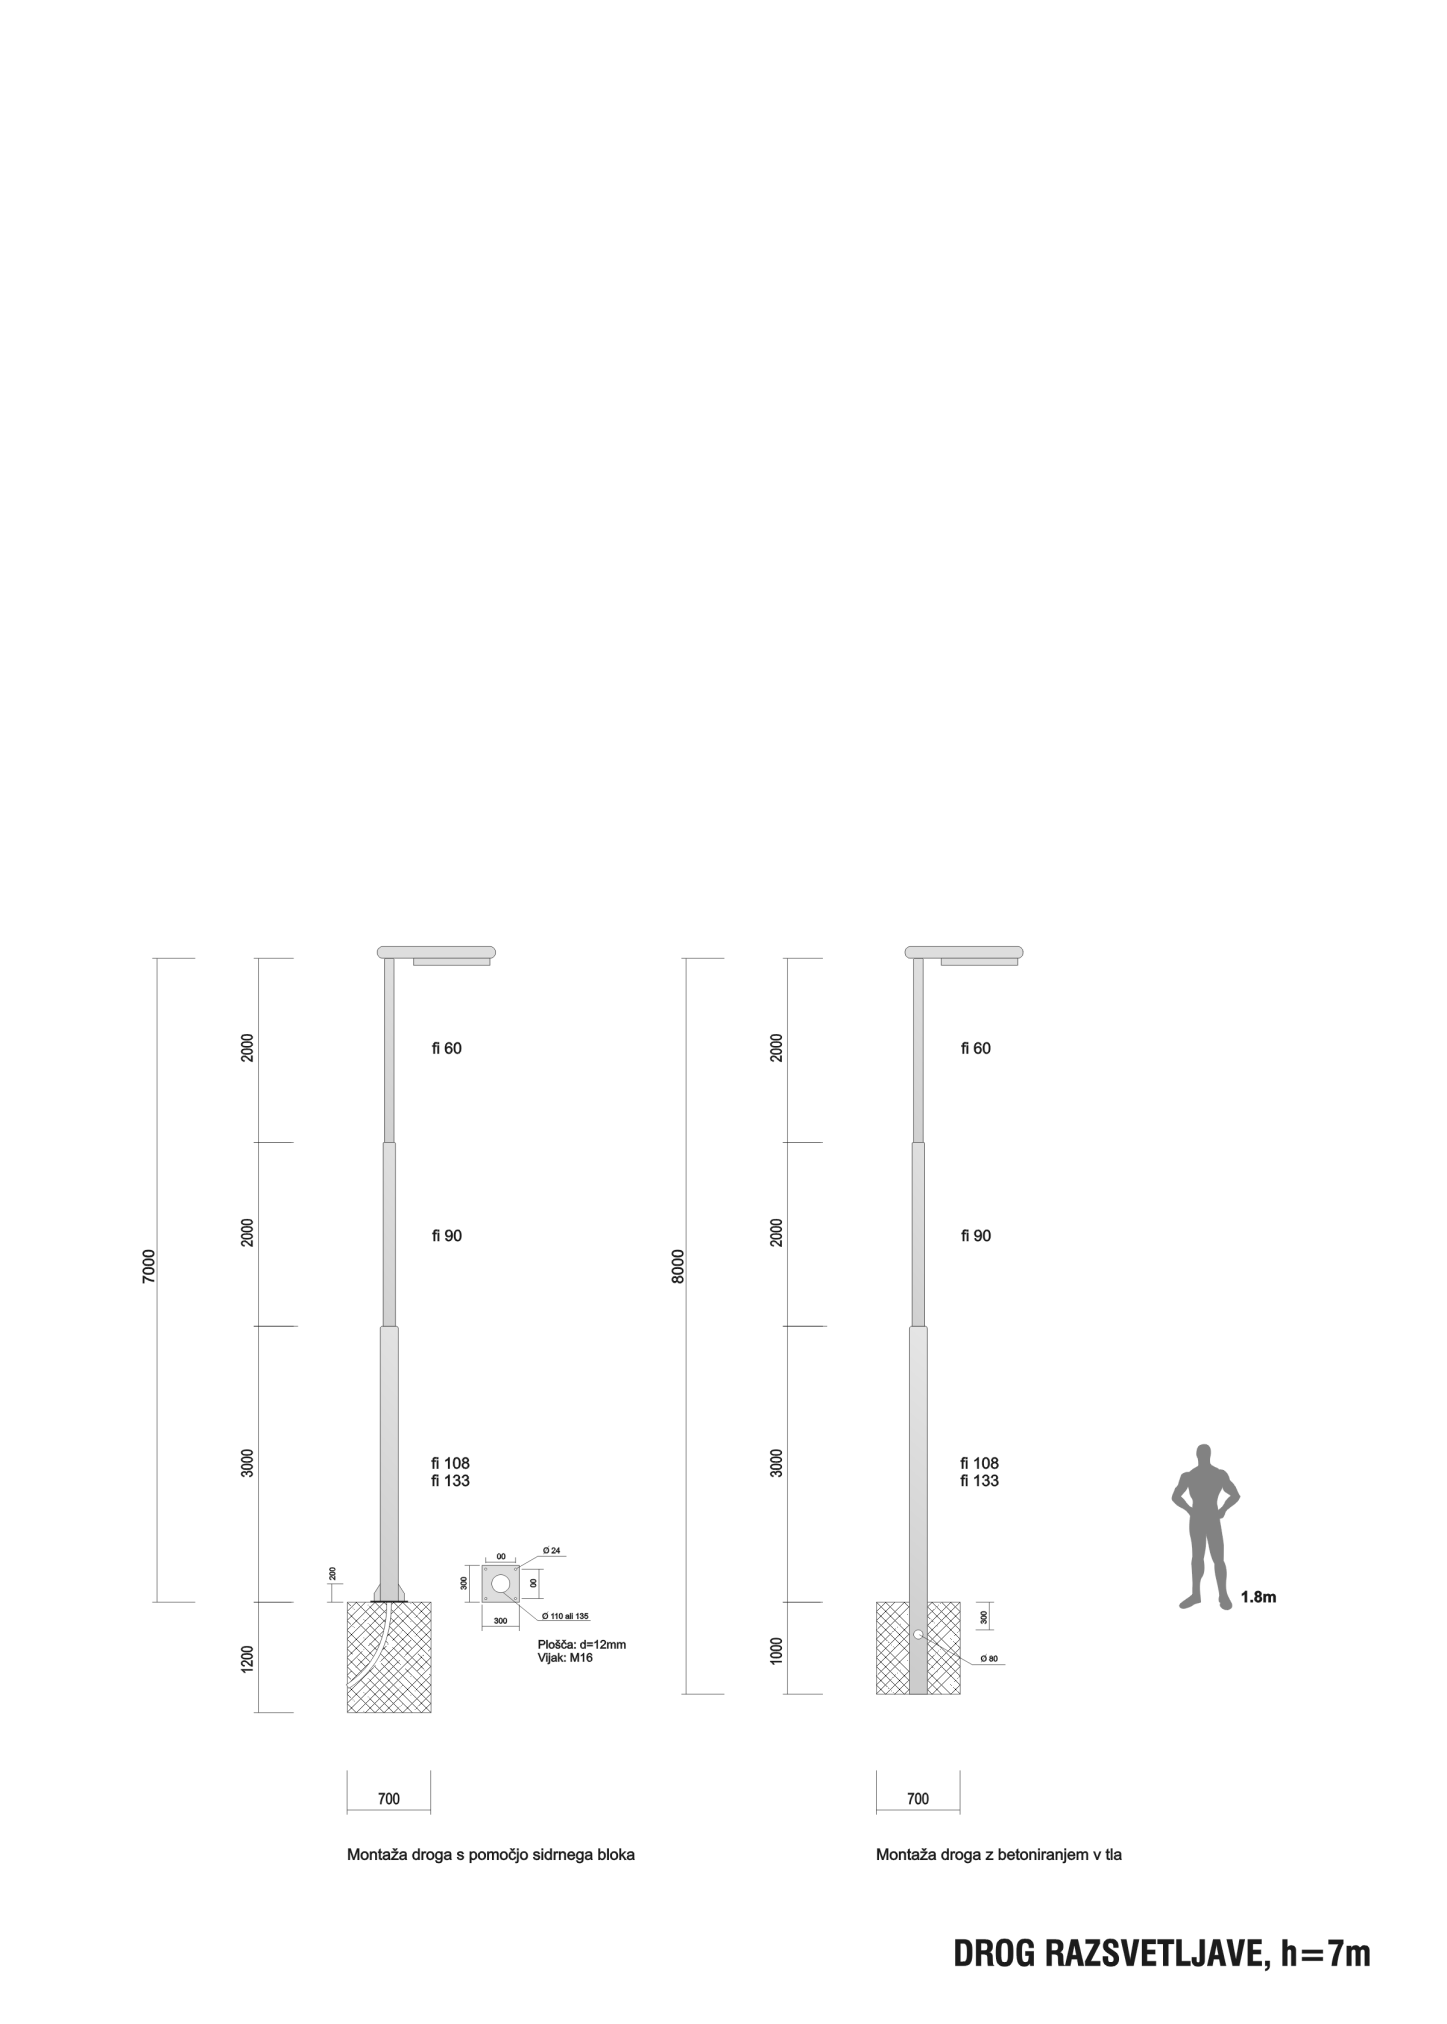 2000
fi 60
2000
fi 90
7000
3000
fi 108
fi 133
200
00
Ø 24
300
00
300
Ø 110 ali 135
Plošča: d=12mm
Vijak: M16
1200
700
Montaža droga s pomočjo sidrnega bloka
2000
fi 60
2000
fi 90
8000
3000
fi 108
fi 133
300
1000
Ø 80
700
Montaža droga z betoniranjem v tla
1.8m
DROG RAZSVETLJAVE, h=7m